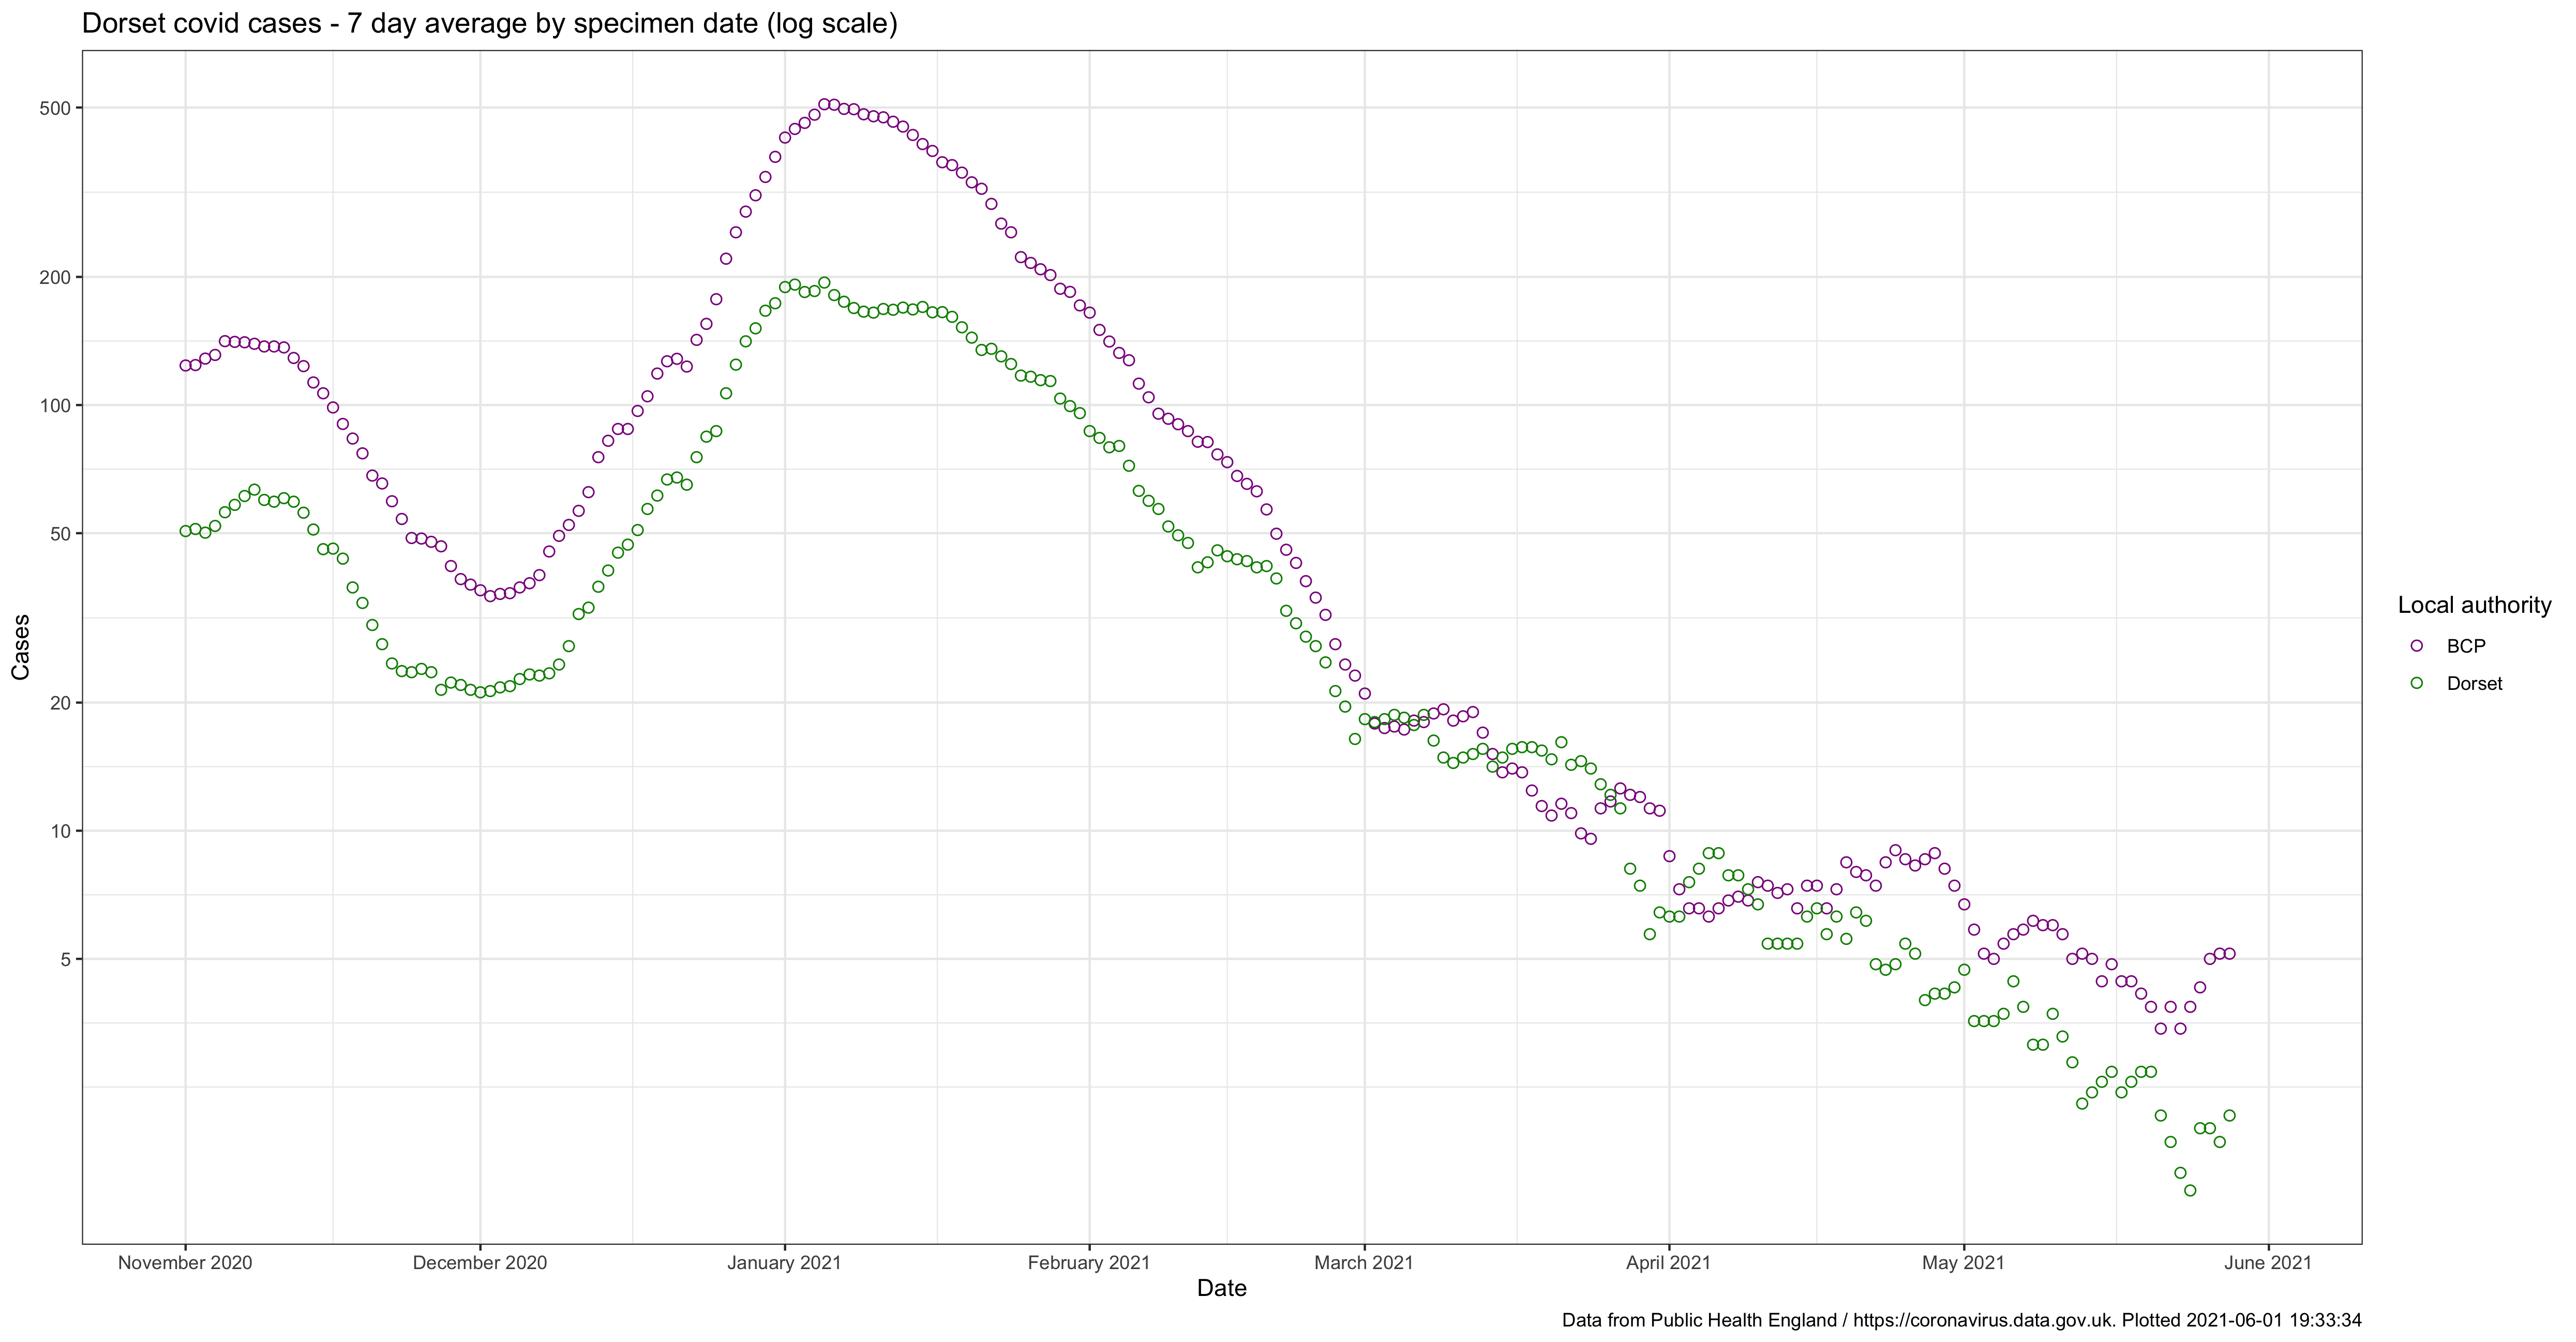 Dorset covid cases - 7 day average by specimen date (log scale)
500
200
100
50
20
10
5
Cases
November 2020
December 2020
January 2021
February 2021
March 2021
April 2021
May 2021
June 2021
Date
Local authority
BCP
Dorset
Data from Public Health England / https://coronavirus.data.gov.uk. Plotted 2021-06-01 19:33:34